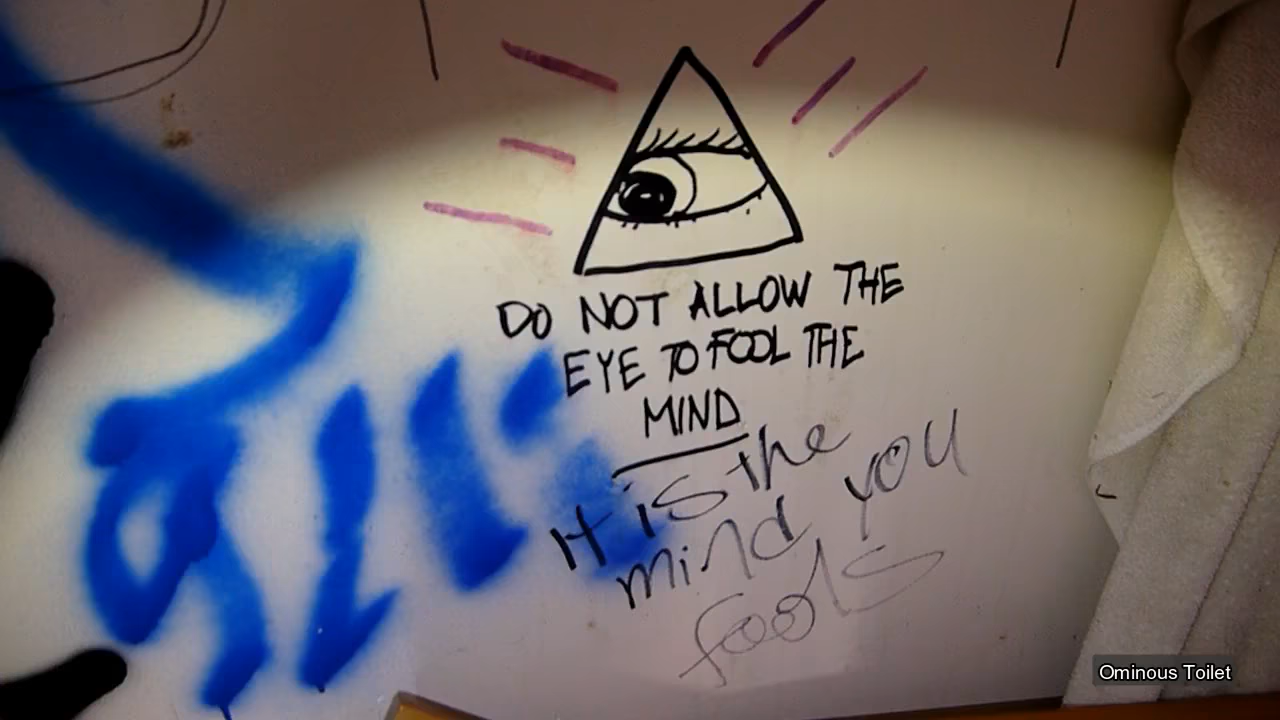 DO NOT ALLOW THE
EYE TO FOOL THE
MIND
It is the
mind you
fools
Ominous Toilet